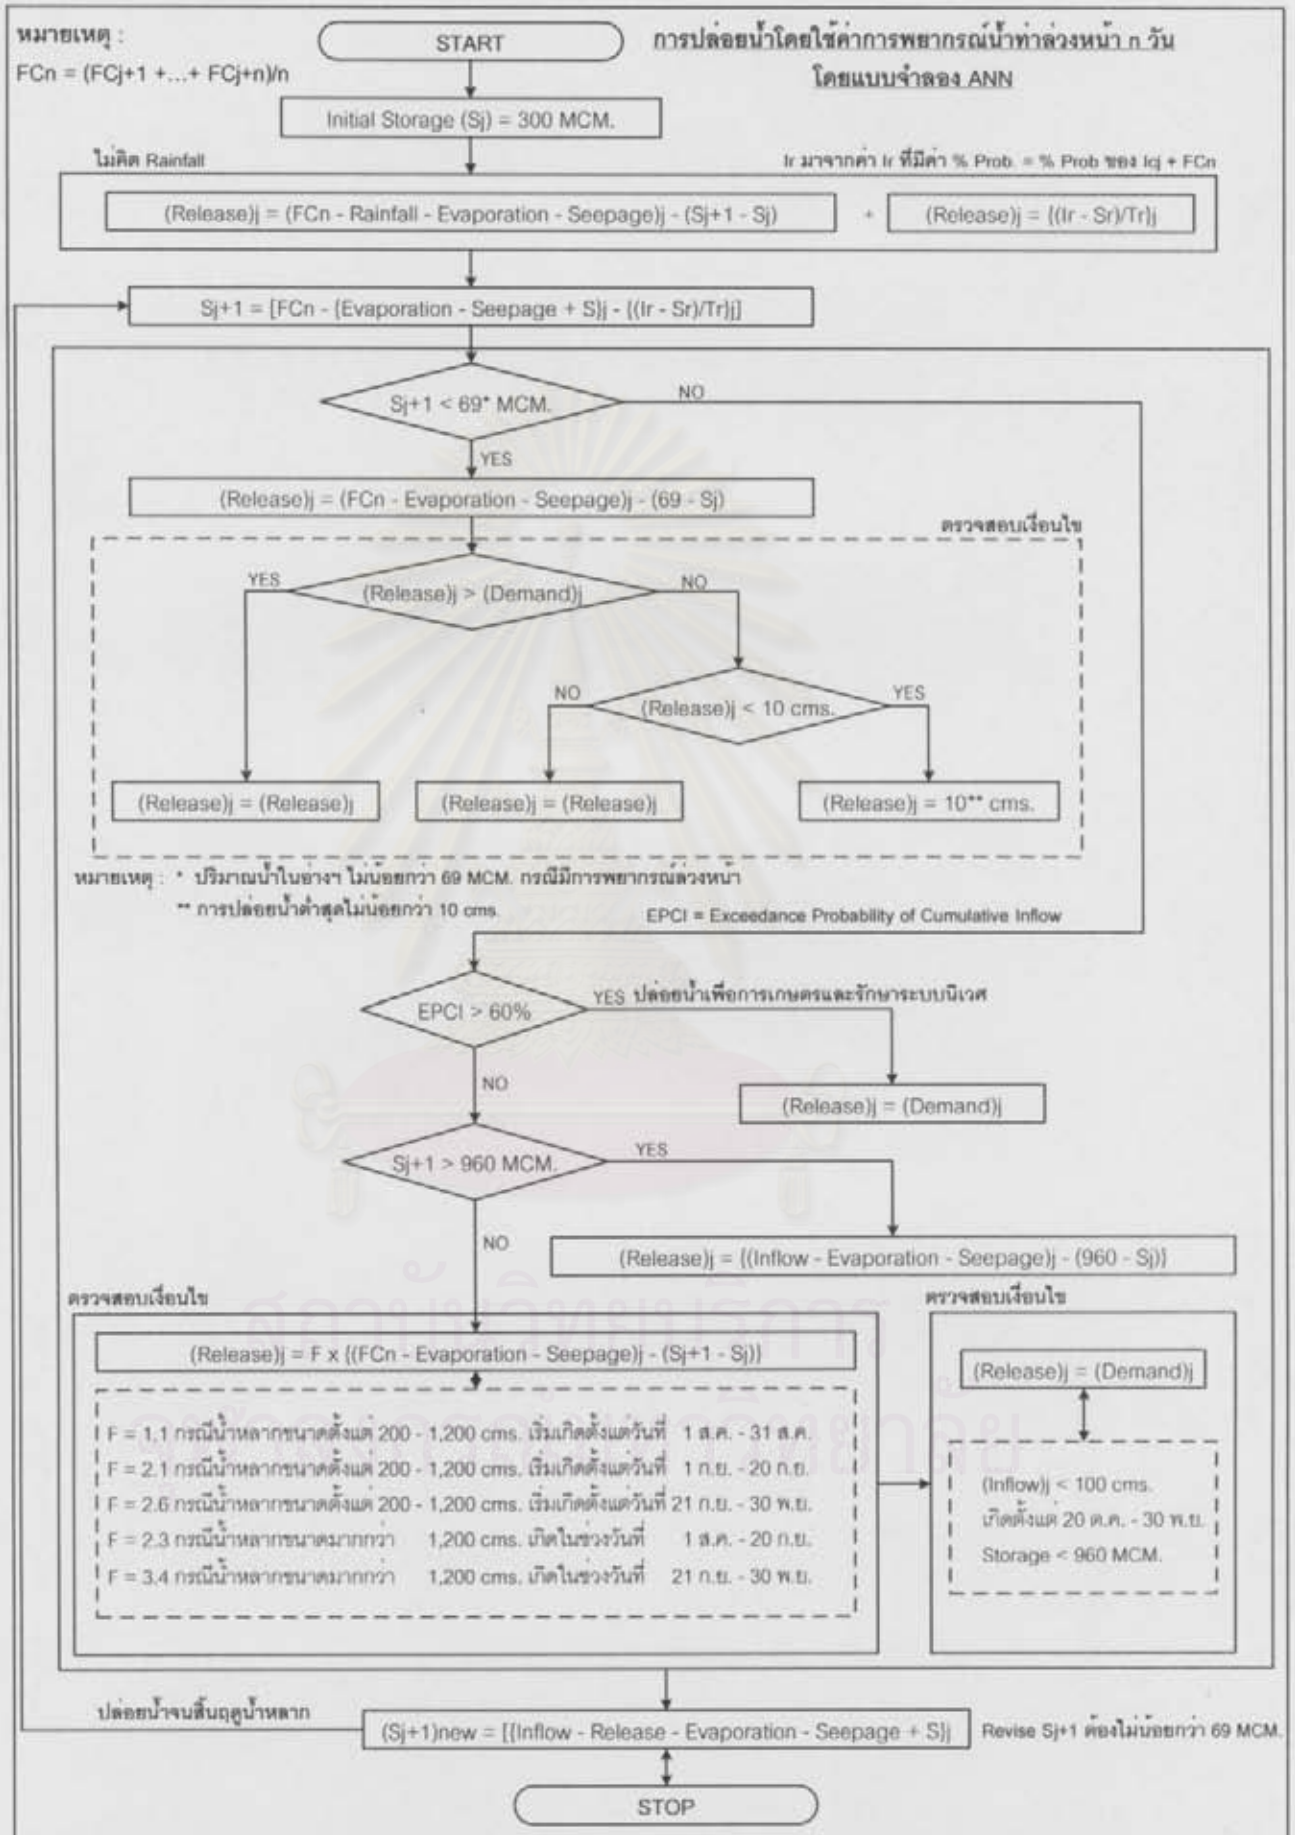 หมายเหตุ :
FCn = (FCj+1 +...+ FCj+n)/n
START
การปล่อยน้ำโดยใช้ค่าการพยากรณ์น้ำท่าล่วงหน้า n วัน
โดยแบบจำลอง ANN
Initial Storage (Sj) = 300 MCM.
ไม่คิด Rainfall
Ir มาจากค่า Ir ที่มีค่า % Prob. = % Prob ของ Icj + FCn
(Release)j = (FCn - Rainfall - Evaporation - Seepage)j - (Sj+1 - Sj)
+
(Release)j = {(Ir - Sr)/Tr}j
Sj+1 = [FCn - {Evaporation - Seepage + S}j - {(Ir - Sr)/Tr}j]
Sj+1 < 69* MCM.
NO
YES
(Release)j = (FCn - Evaporation - Seepage)j - (69 - Sj)
ตรวจสอบเงื่อนไข
YES
(Release)j > (Demand)j
NO
NO
(Release)j < 10 cms.
YES
(Release)j = (Release)j
(Release)j = (Release)j
(Release)j = 10** cms.
หมายเหตุ : * ปริมาณน้ำในอ่างฯ ไม่น้อยกว่า 69 MCM. กรณีมีการพยากรณ์ล่วงหน้า
** การปล่อยน้ำต่ำสุดไม่น้อยกว่า 10 cms.
EPCI = Exceedance Probability of Cumulative Inflow
EPCI > 60%
YES ปล่อยน้ำเพื่อการเกษตรและรักษาระบบนิเวศ
NO
(Release)j = (Demand)j
Sj+1 > 960 MCM.
YES
NO
(Release)j = {(Inflow - Evaporation - Seepage)j - (960 - Sj)}
ตรวจสอบเงื่อนไข
ตรวจสอบเงื่อนไข
(Release)j = F x {(FCn - Evaporation - Seepage)j - (Sj+1 - Sj)}
(Release)j = (Demand)j
F = 1.1 กรณีน้ำหลากขนาดตั้งแต่ 200 - 1,200 cms. เริ่มเกิดตั้งแต่วันที่ 1 ส.ค. - 31 ส.ค.
F = 2.1 กรณีน้ำหลากขนาดตั้งแต่ 200 - 1,200 cms. เริ่มเกิดตั้งแต่วันที่ 1 ก.ย. - 20 ก.ย.
F = 2.6 กรณีน้ำหลากขนาดตั้งแต่ 200 - 1,200 cms. เริ่มเกิดตั้งแต่วันที่ 21 ก.ย. - 30 พ.ย.
F = 2.3 กรณีน้ำหลากขนาดมากกว่า 1,200 cms. เกิดในช่วงวันที่ 1 ส.ค. - 20 ก.ย.
F = 3.4 กรณีน้ำหลากขนาดมากกว่า 1,200 cms. เกิดในช่วงวันที่ 21 ก.ย. - 30 พ.ย.
(Inflow)j < 100 cms.
เกิดตั้งแต่ 20 ต.ค. - 30 พ.ย.
Storage < 960 MCM.
สถาบันวิทยบริการ
จุฬาลงกรณ์มหาวิทยาลัย
ปล่อยน้ำจนสิ้นฤดูน้ำหลาก
(Sj+1)new = [{Inflow - Release - Evaporation - Seepage + S}j
Revise Sj+1 ต้องไม่น้อยกว่า 69 MCM.
STOP